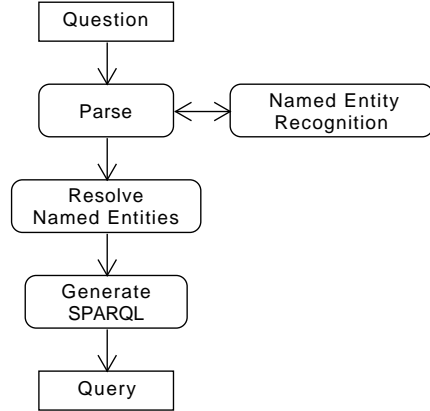 Question
Parse
Named Entity
Recognition
Resolve
Named Entities
Generate
SPARQL
Query